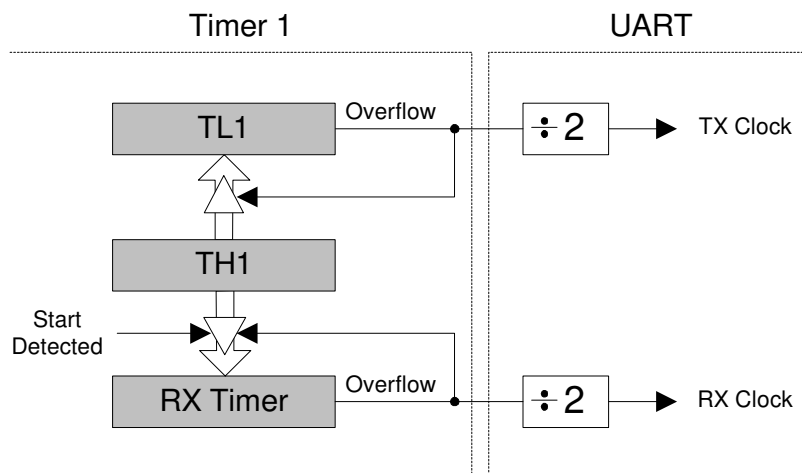 Timer 1
UART
TL1
Overflow
÷ 2
TX Clock
TH1
Start
Detected
RX Timer
Overflow
÷ 2
RX Clock